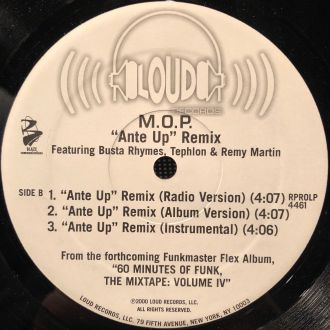 LOUD
RECORDS
M.O.P.
"Ante Up" Remix
Featuring Busta Rhymes, Tephlon & Remy Martin
SIDE B
1. "Ante Up" Remix (Radio Version) (4:07)
2. "Ante Up" Remix (Album Version) (4:07)
3. "Ante Up" Remix (Instrumental) (4:06)
RPROLP
4461
From the forthcoming Funkmaster Flex Album,
"60 MINUTES OF FUNK,
THE MIXTAPE: VOLUME IV"
©2000 LOUD RECORDS, LLC.
ALL RIGHTS RESERVED.
LOUD RECORDS, LLC. 79 FIFTH AVENUE, NEW YORK, NY 10003